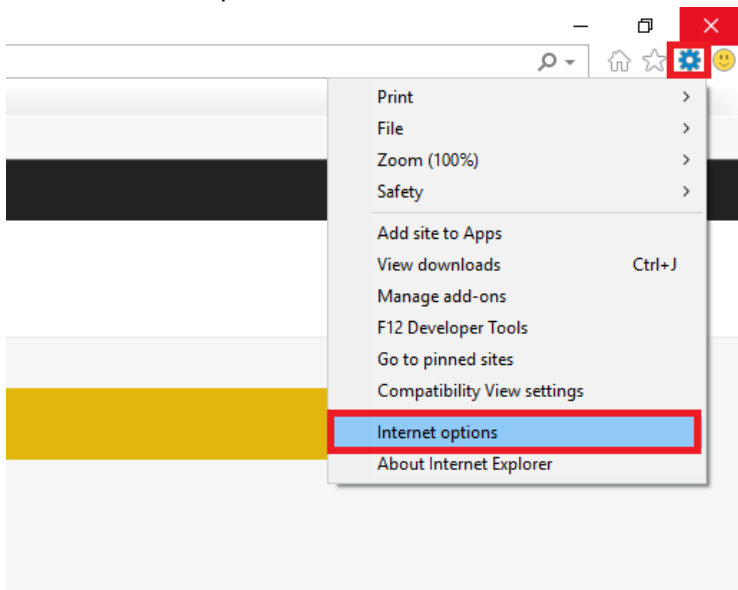 Print
File
Zoom (100%)
Safety
Add site to Apps
View downloads Ctrl+J
Manage add-ons
F12 Developer Tools
Go to pinned sites
Compatibility View settings
Internet options
About Internet Explorer